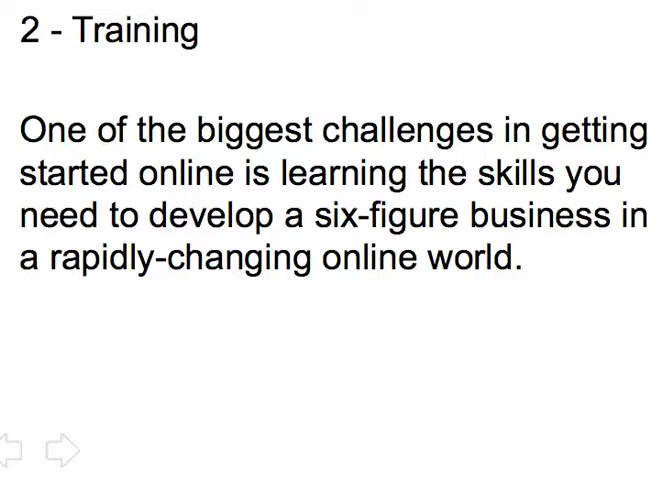 2 - Training
One of the biggest challenges in getting
started online is learning the skills you
need to develop a six-figure business in
a rapidly-changing online world.